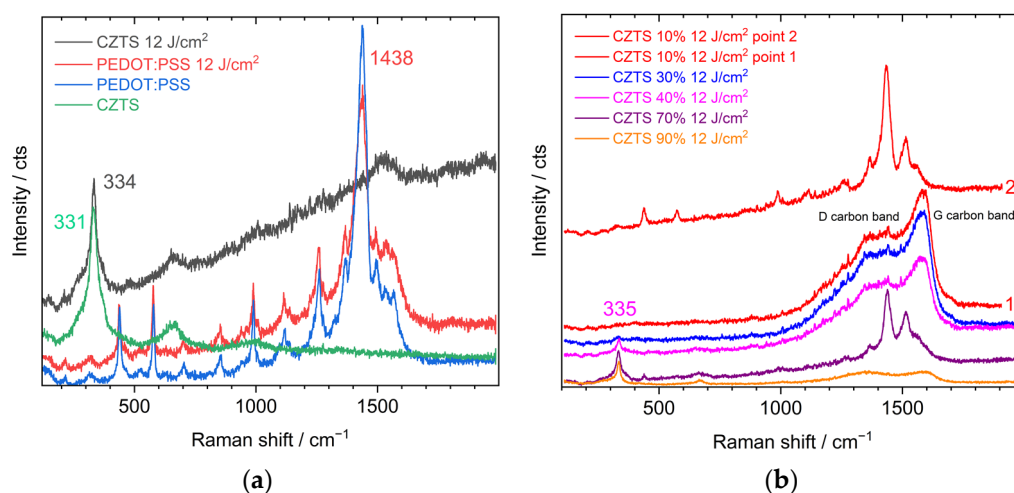 CZTS 12 J/cm²
PEDOT:PSS 12 J/cm²
PEDOT:PSS
CZTS
1438
334
331
Intensity / cts
500
1000
1500
Raman shift / cm⁻¹
(a)
CZTS 10% 12 J/cm² point 2
CZTS 10% 12 J/cm² point 1
CZTS 30% 12 J/cm²
CZTS 40% 12 J/cm²
CZTS 70% 12 J/cm²
CZTS 90% 12 J/cm²
2
D carbon band
G carbon band
335
1
Intensity / cts
500
1000
1500
Raman shift / cm⁻¹
(b)